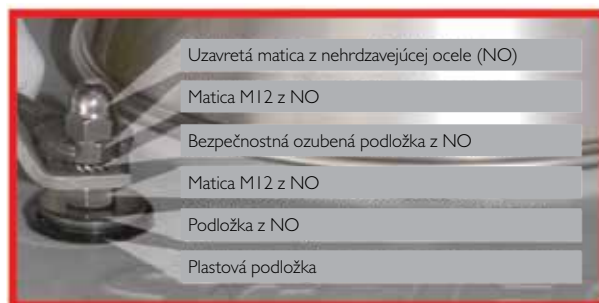 Uzavretá matica z nehrdzavejúcej ocele (NO)
Matica M12 z NO
Bezpečnostná ozubená podložka z NO
Matica M12 z NO
Podložka z NO
Plastová podložka